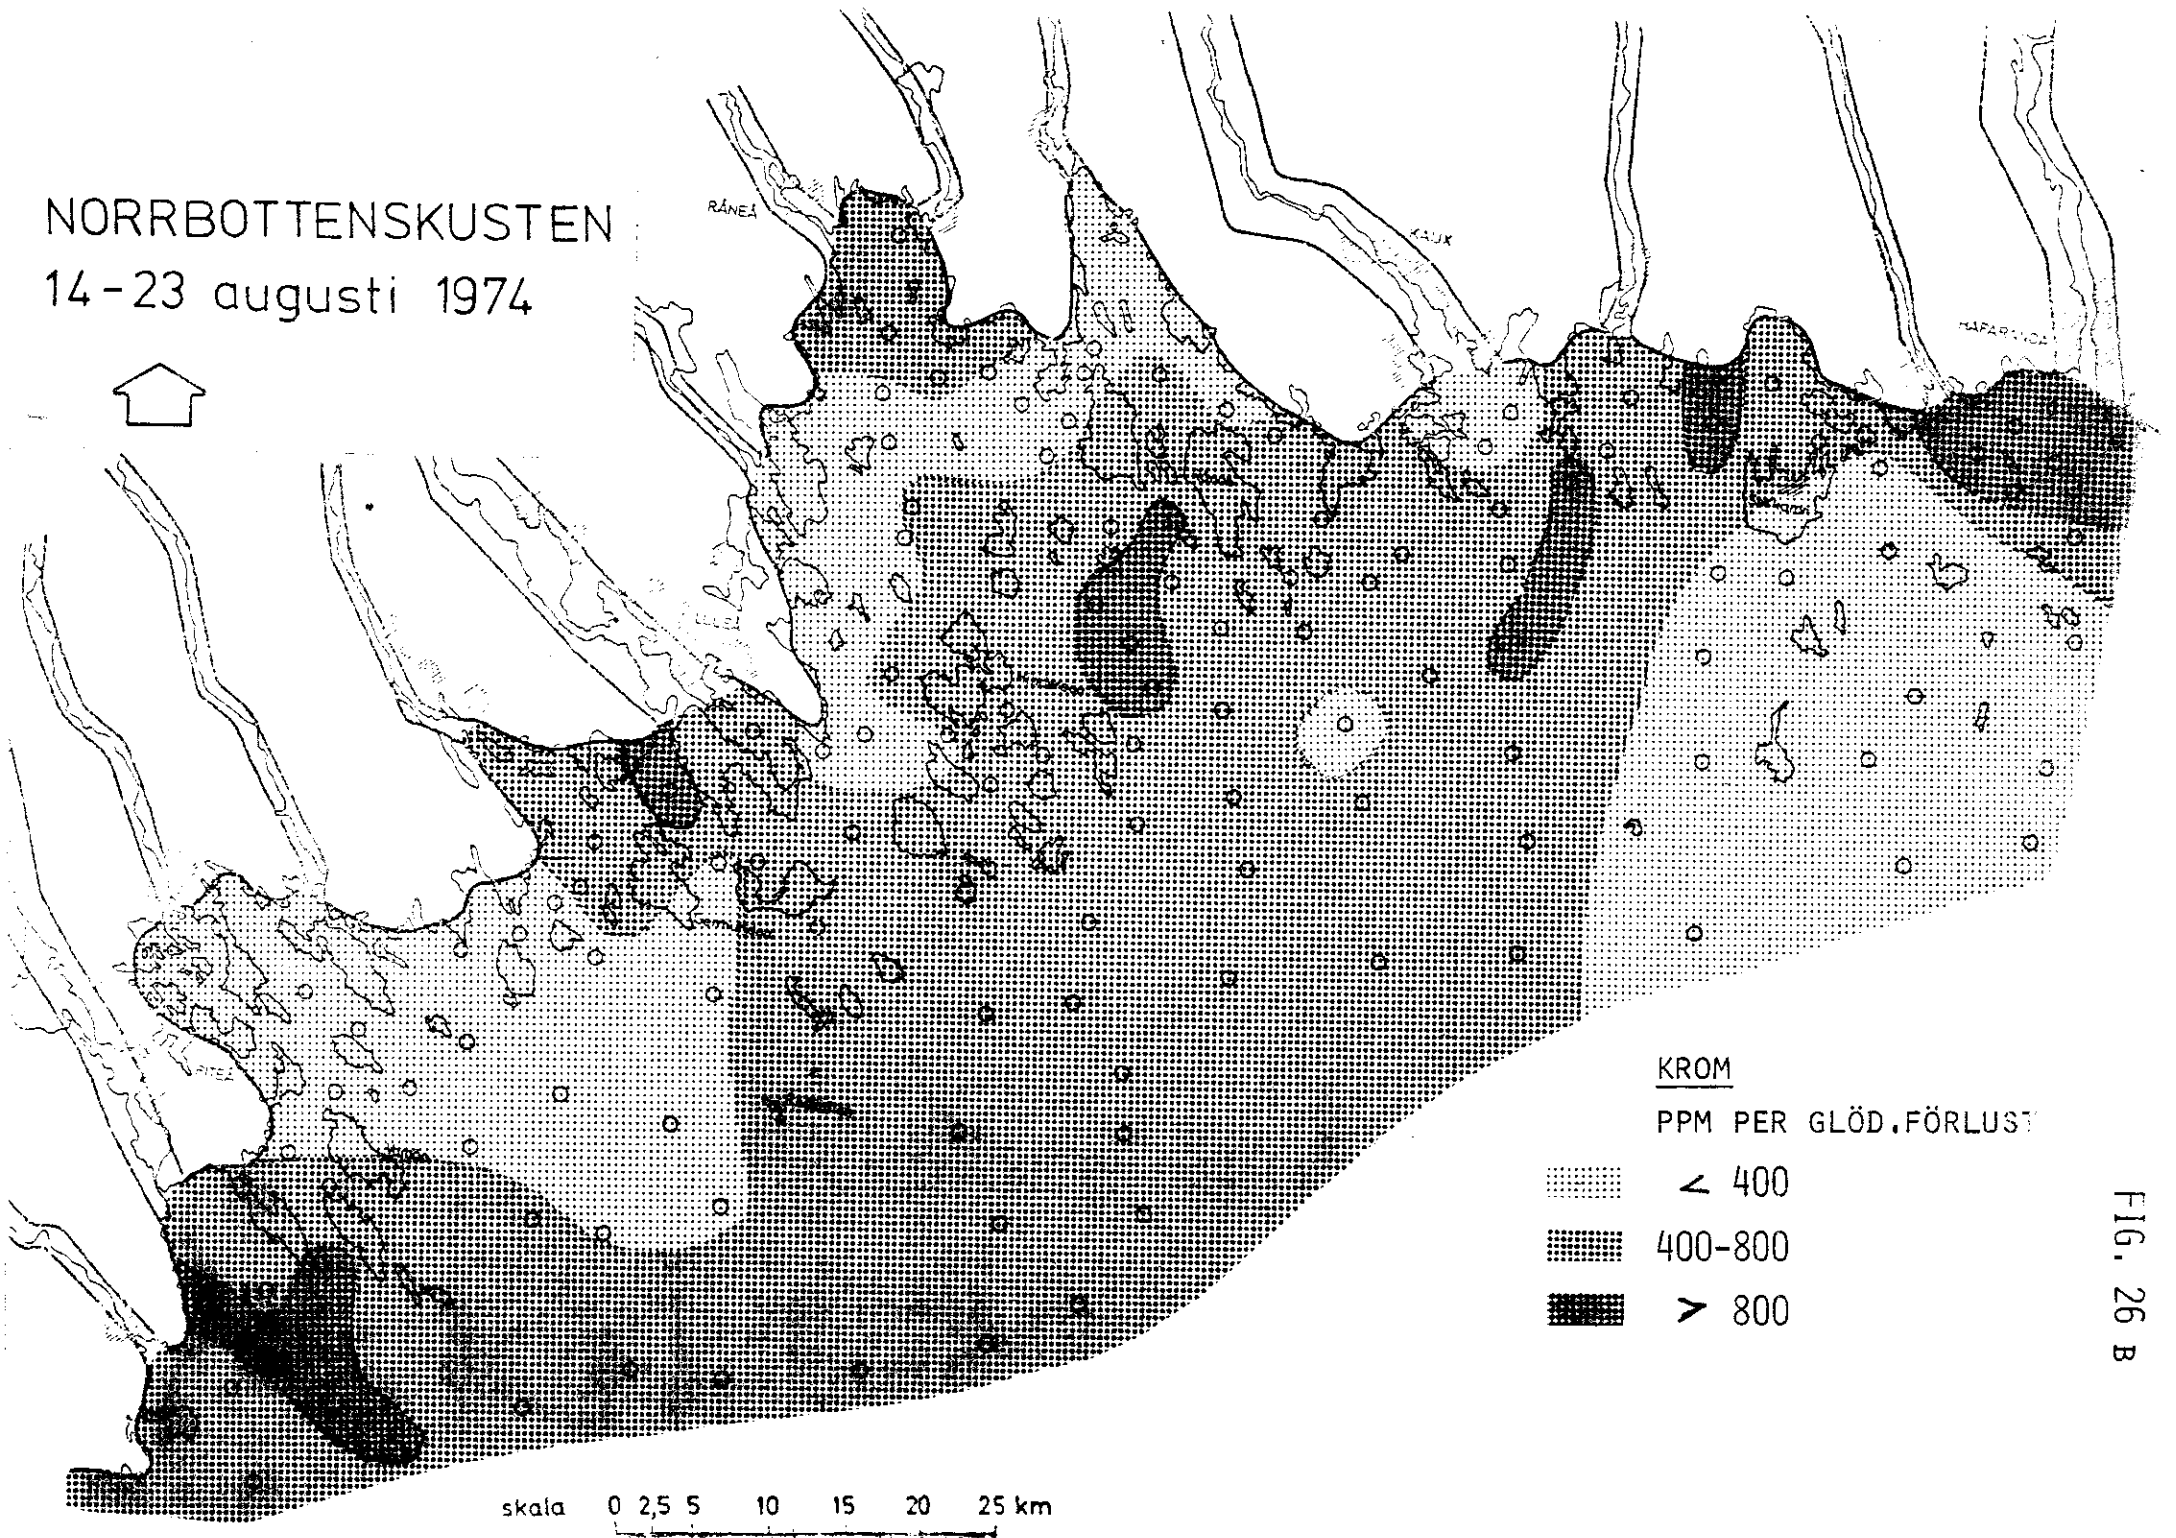 NORRBOTTENSKUSTEN
14-23 augusti 1974
RÅNEÅ
KALIX
HAPARANDA
LULEÅ
PITEÅ
KROM
PPM PER GLÖD.FÖRLUST
< 400
400-800
> 800
FIG. 26 B
skala 0 2,5 5 10 15 20 25 km